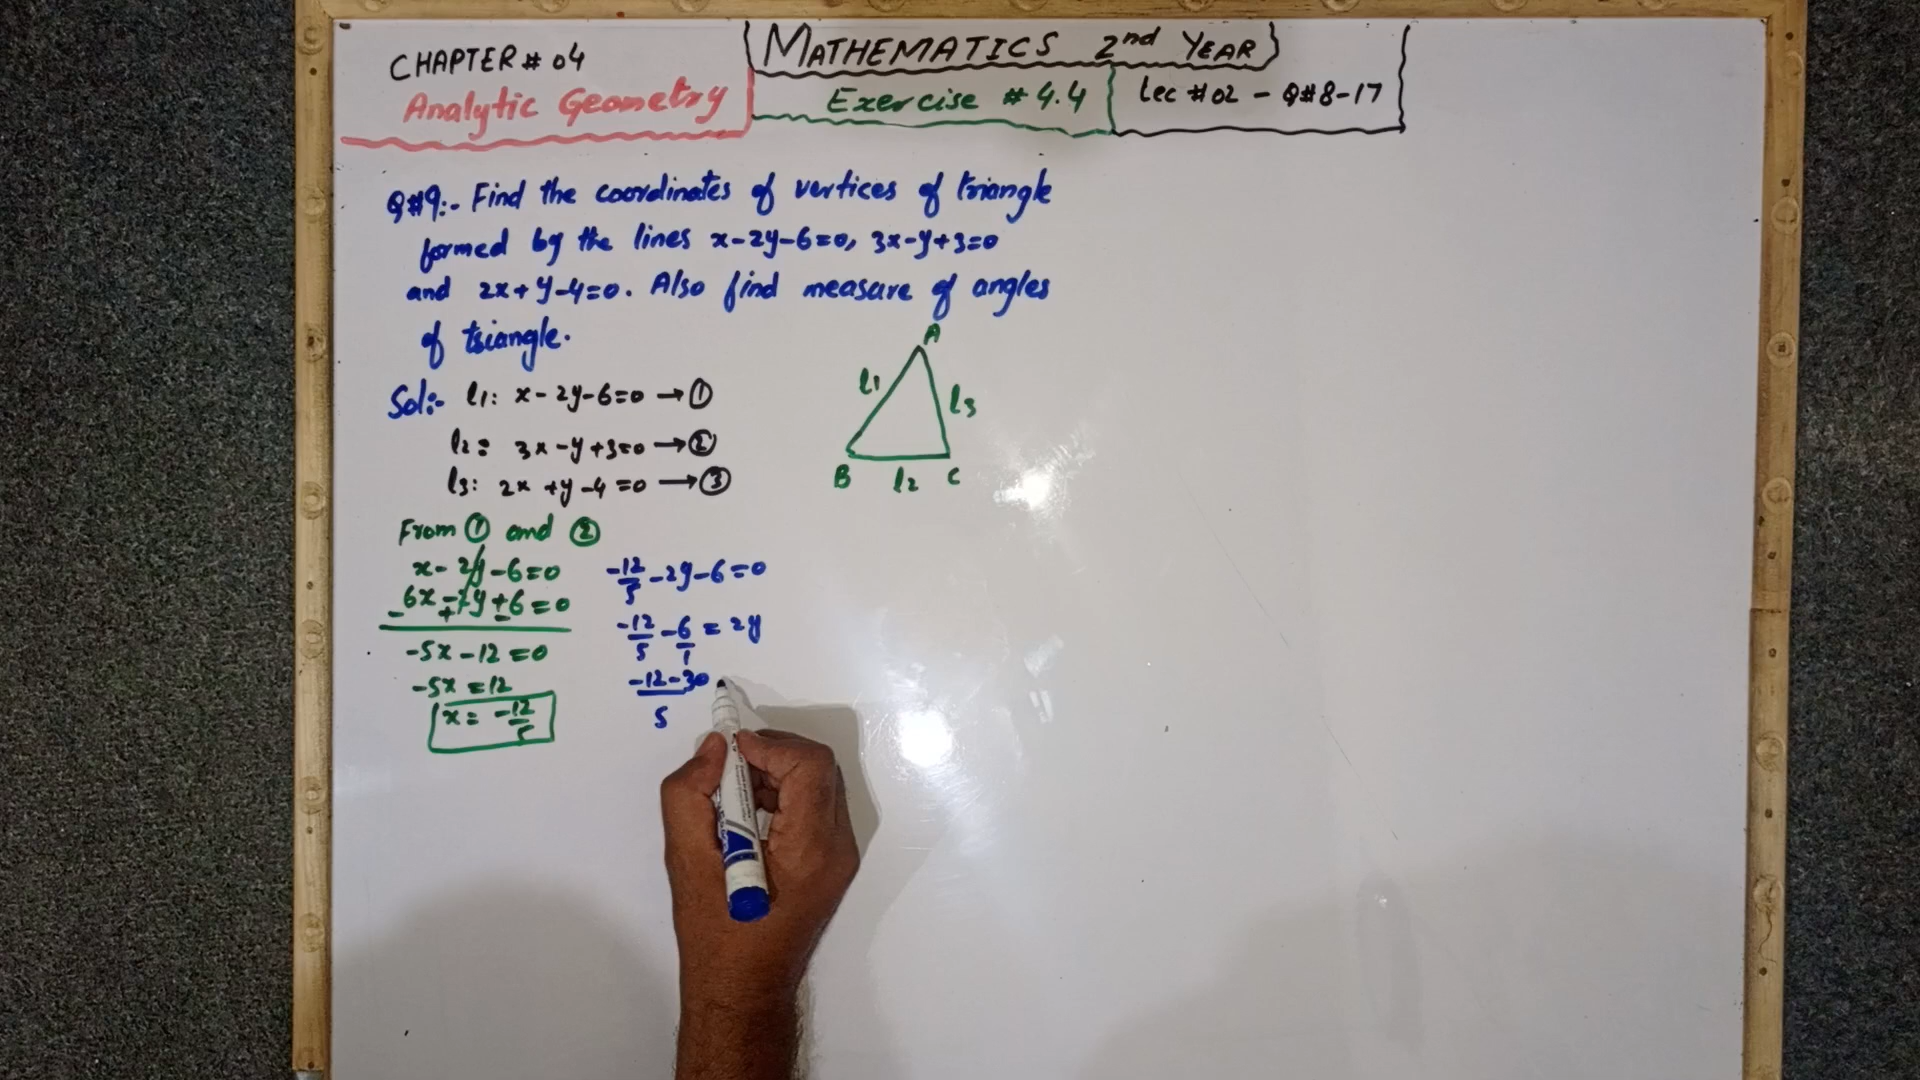 CHAPTER # 04
Analytic Geometry
MATHEMATICS 2nd YEAR
Exercise # 4.4
Lec # 02 - Q#8-17
Q#9:- Find the coordinates of vertices of triangle
formed by the lines x-2y-6=0, 3x-y+3=0
and 2x+y-4=0. Also find measure of angles
of triangle.
Sol:- l1: x-2y-6=0 → ①
l2: 3x-y+3=0 → ②
l3: 2x+y-4=0 → ③
A
l1
l3
B
l2
C
From ① and ②
x-2y-6=0
6x-2y+6=0
- + -
-5x-12=0
-5x=12
x= -12/5
-12/5 -2y-6=0
-12/5 - 6/1 = 2y
-12-30/5